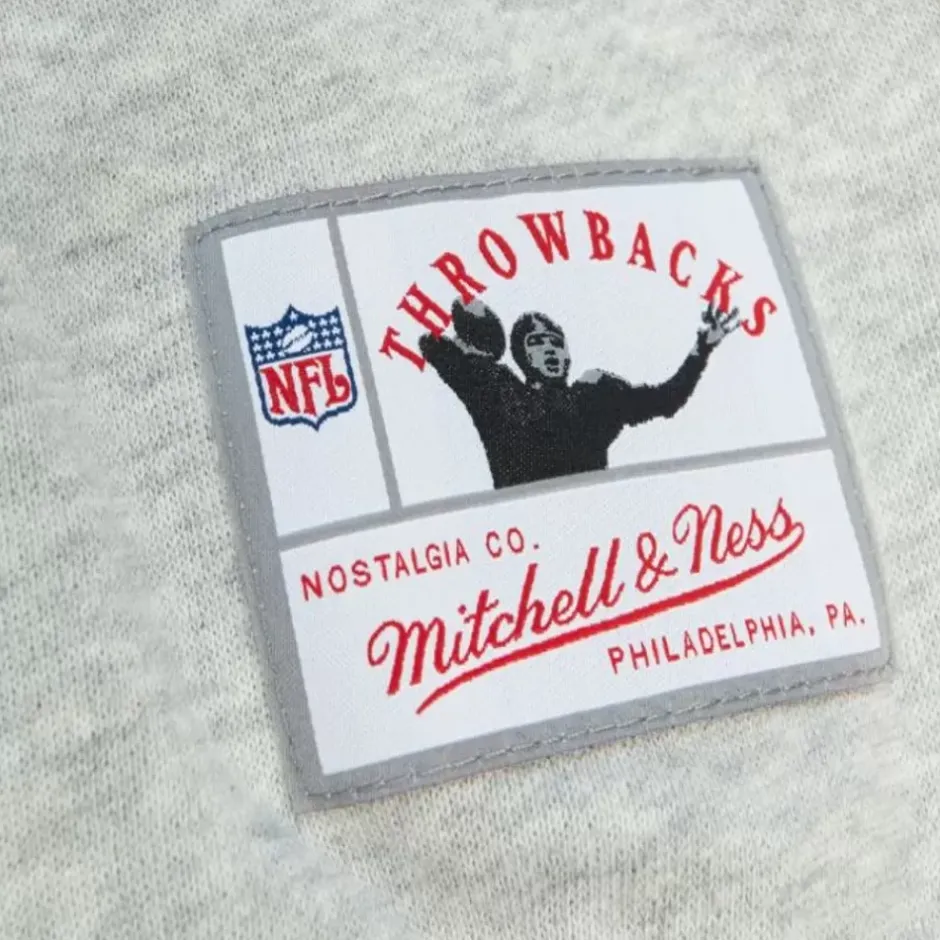 THROWBACKS
NFL
NOSTALGIA CO.
Mitchell & Ness
PHILADELPHIA, PA.